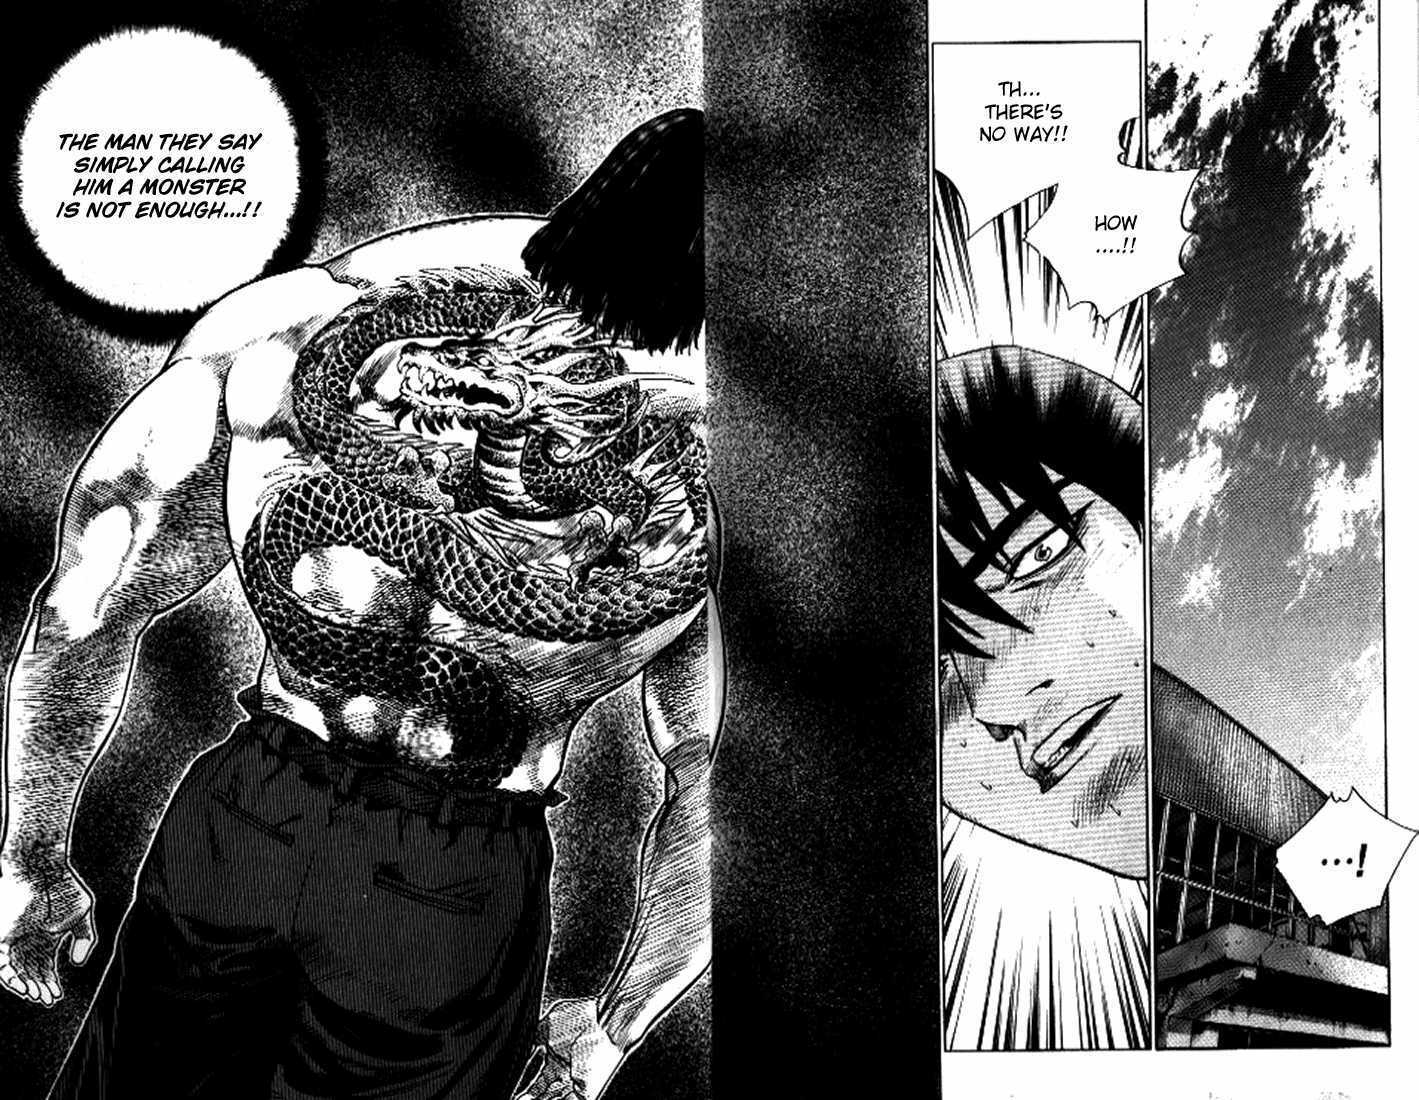 ...!
TH...
THERE'S
NO WAY!!
HOW
....!!
THE MAN THEY SAY
SIMPLY CALLING
HIM A MONSTER
IS NOT ENOUGH...!!